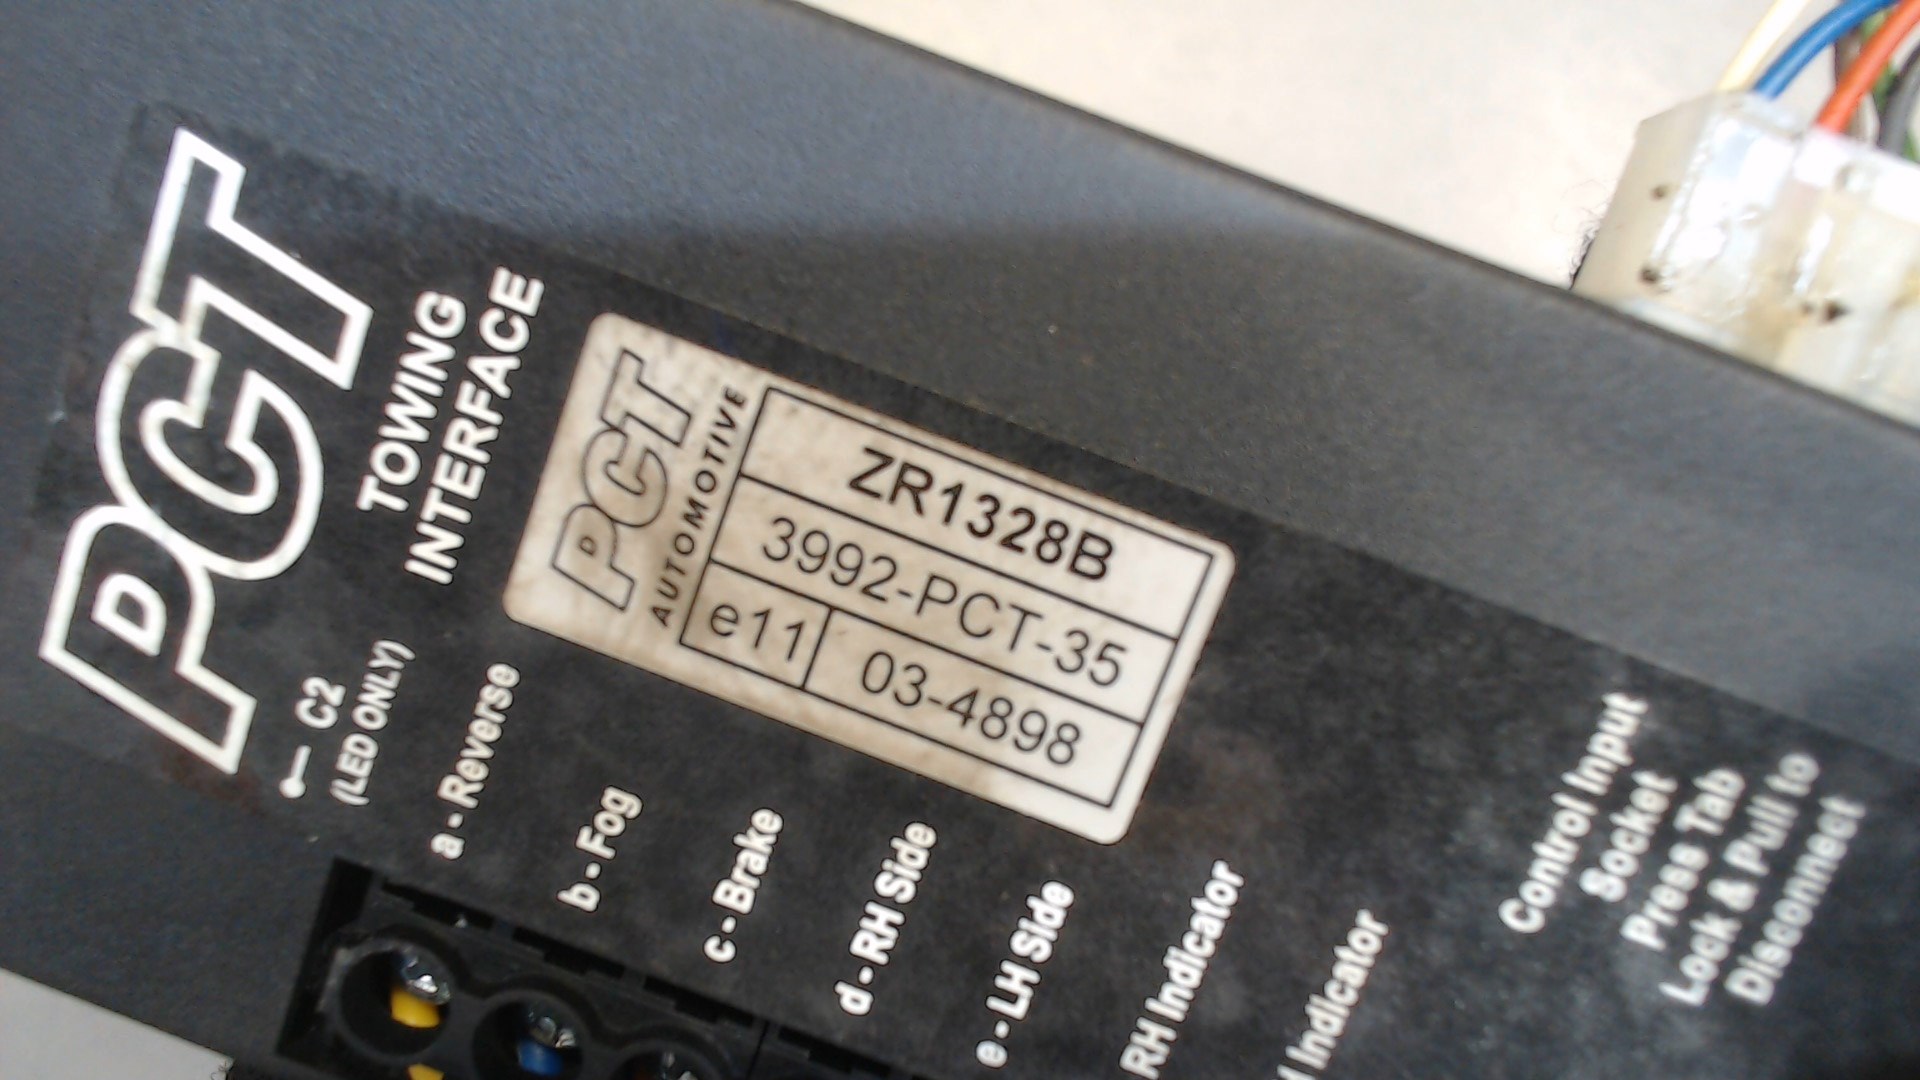 PCT
TOWING
INTERFACE
PCT
AUTOMOTIVE
ZR1328B
3992-PCT-35
e11
03-4898
C2
(LED ONLY)
a - Reverse
b - Fog
c - Brake
d - RH Side
e - LH Side
RH Indicator
Indicator
Control Input
Socket
Press Tab
Lock & Pull to
Disconnect